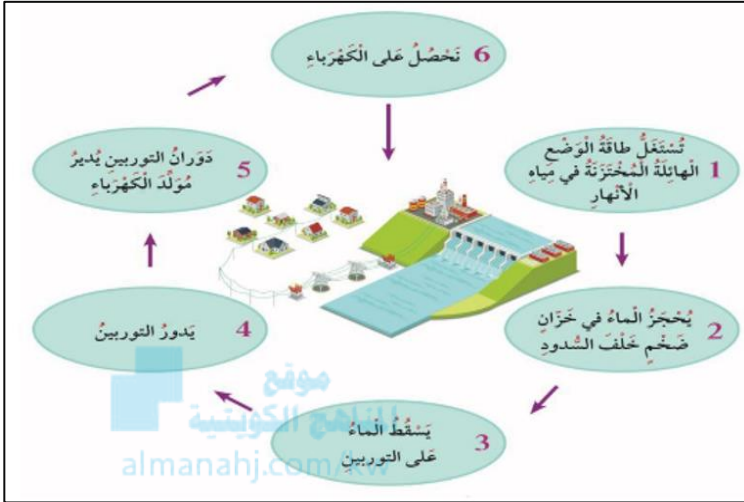 1 تُسْتَغَلُّ طاقَةُ الْوَضْعِ
الْهائِلَةُ الْمُخْتَزَنَةُ في مِياهِ
الْأَنْهارِ
2 يُحْجَزُ الْماءُ في خَزّانٍ
ضَخْمٍ خَلْفَ السُّدودِ
3 يَسْقُطُ الْماءُ
عَلى التوربينِ
4 يَدورُ التوربينُ
5 دَوَرانُ التوربينِ يُديرُ
مُوَلِّدَ الْكَهْرَباءِ
6 نَحْصُلُ عَلى الْكَهْرَباءِ
موقع
المناهج الكويتية
almanahj.com/kw